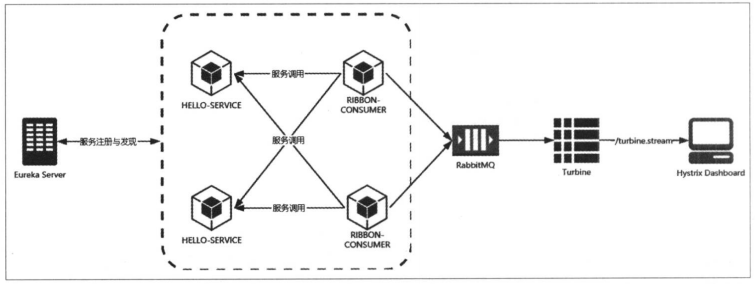 服务调用
HELLO-SERVICE
RIBBON-
CONSUMER
Eureka Server
服务注册与发现
服务调用
RabbitMQ
Turbine
/turbine.stream
Hystrix Dashboard
服务调用
HELLO-SERVICE
RIBBON-
CONSUMER